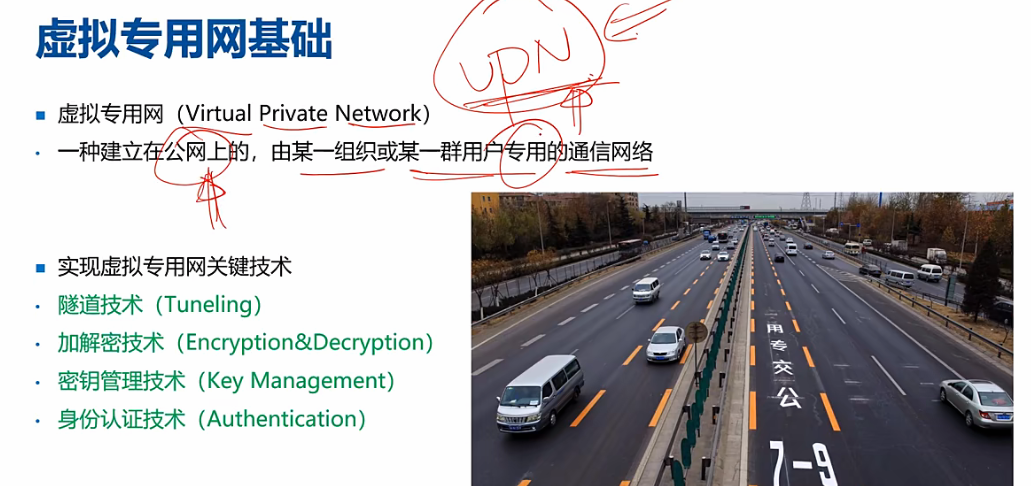 虚拟专用网基础
VPN
虚拟专用网（Virtual Private Network）
一种建立在公网上的，由某一组织或某一群用户专用的通信网络
实现虚拟专用网关键技术
隧道技术（Tuneling）
加解密技术（Encryption&Decryption）
密钥管理技术（Key Management）
身份认证技术（Authentication）
用
专
交
公
7-9